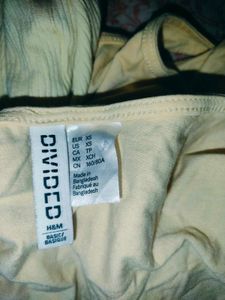 DIVIDED
H&M
BASIC/
BASIQUE
EUR XS
US XS
CA TP
MX XCH
CN 160/80A
Made in
Bangladesh
Fabriqué au
Bangladesh